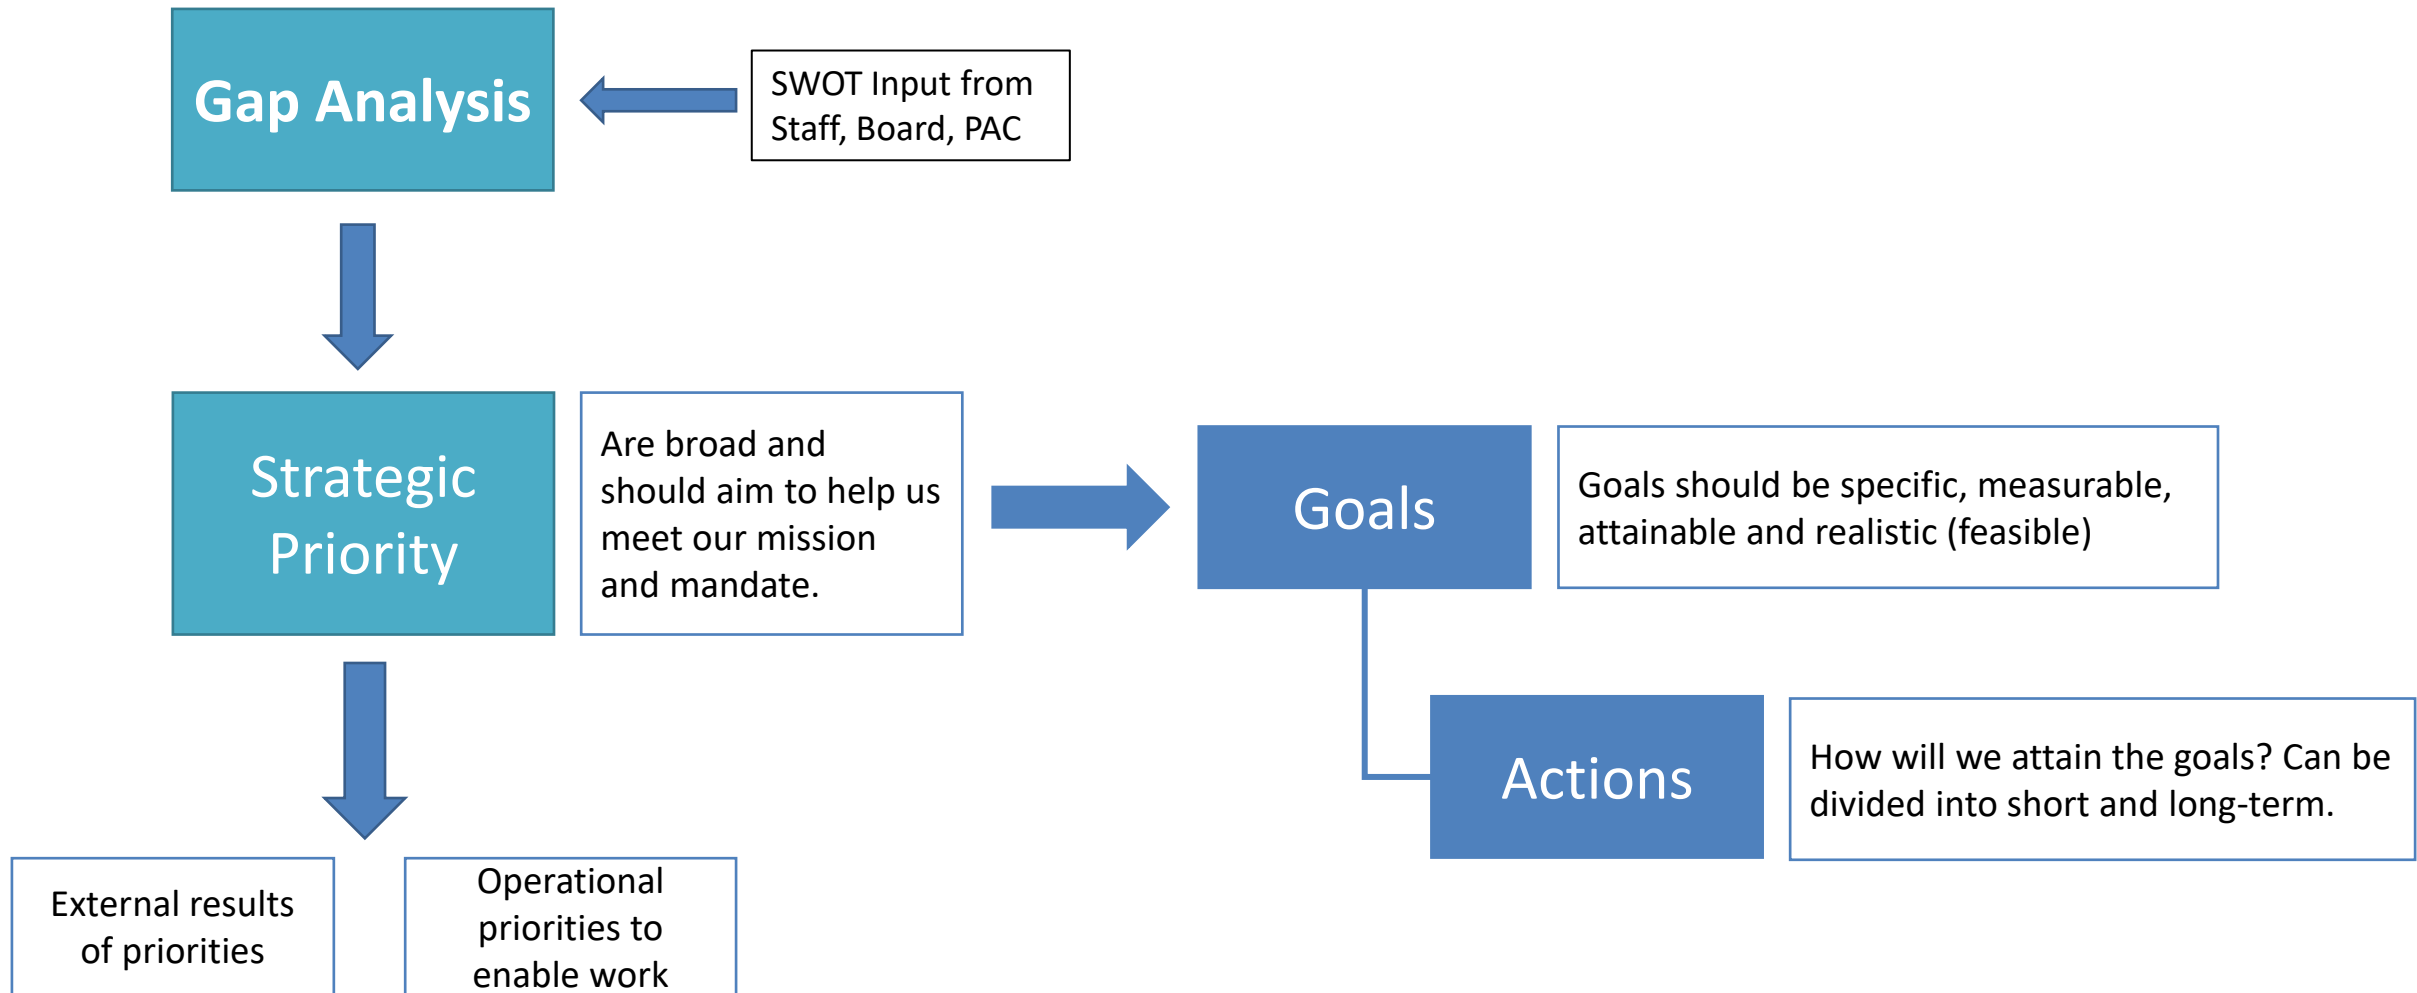 Gap Analysis
SWOT Input from
Staff, Board, PAC
Strategic
Priority
Are broad and
should aim to help us
meet our mission
and mandate.
Goals
Goals should be specific, measurable,
attainable and realistic (feasible)
Actions
How will we attain the goals? Can be
divided into short and long-term.
External results
of priorities
Operational
priorities to
enable work